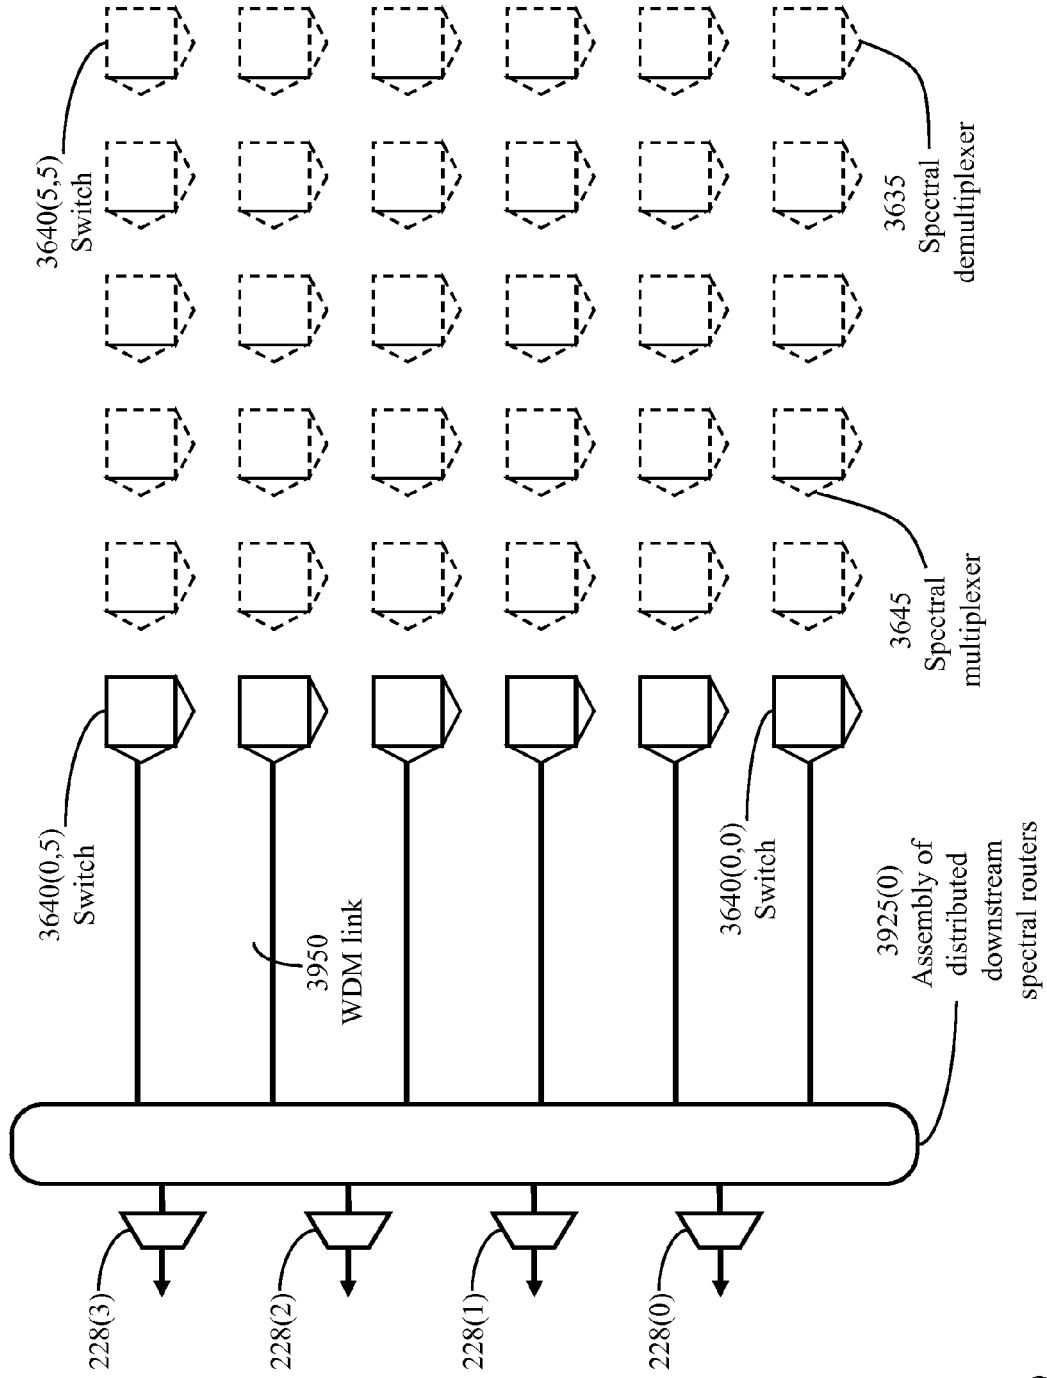 3640(0,5)
Switch
3640(5,5)
Switch
228(3)
228(2)
3950
WDM link
228(1)
228(0)
3640(0,0)
Switch
3925(0)
Assembly of
distributed
downstream
spectral routers
3645
Spectral
multiplexer
3635
Spectral
demultiplexer